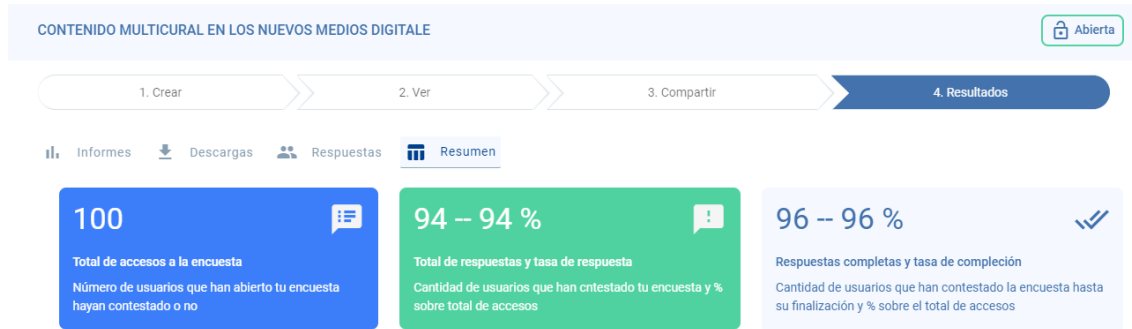 CONTENIDO MULTICURAL EN LOS NUEVOS MEDIOS DIGITALE
Abierta
1. Crear
2. Ver
3. Compartir
4. Resultados
Informes
Descargas
Respuestas
Resumen
100
Total de accesos a la encuesta
Número de usuarios que han abierto tu encuesta
hayan contestado o no
94 -- 94 %
Total de respuestas y tasa de respuesta
Cantidad de usuarios que han cntestado tu encuesta y %
sobre total de accesos
96 -- 96 %
Respuestas completas y tasa de compleción
Cantidad de usuarios que han contestado la encuesta hasta
su finalización y % sobre el total de accesos